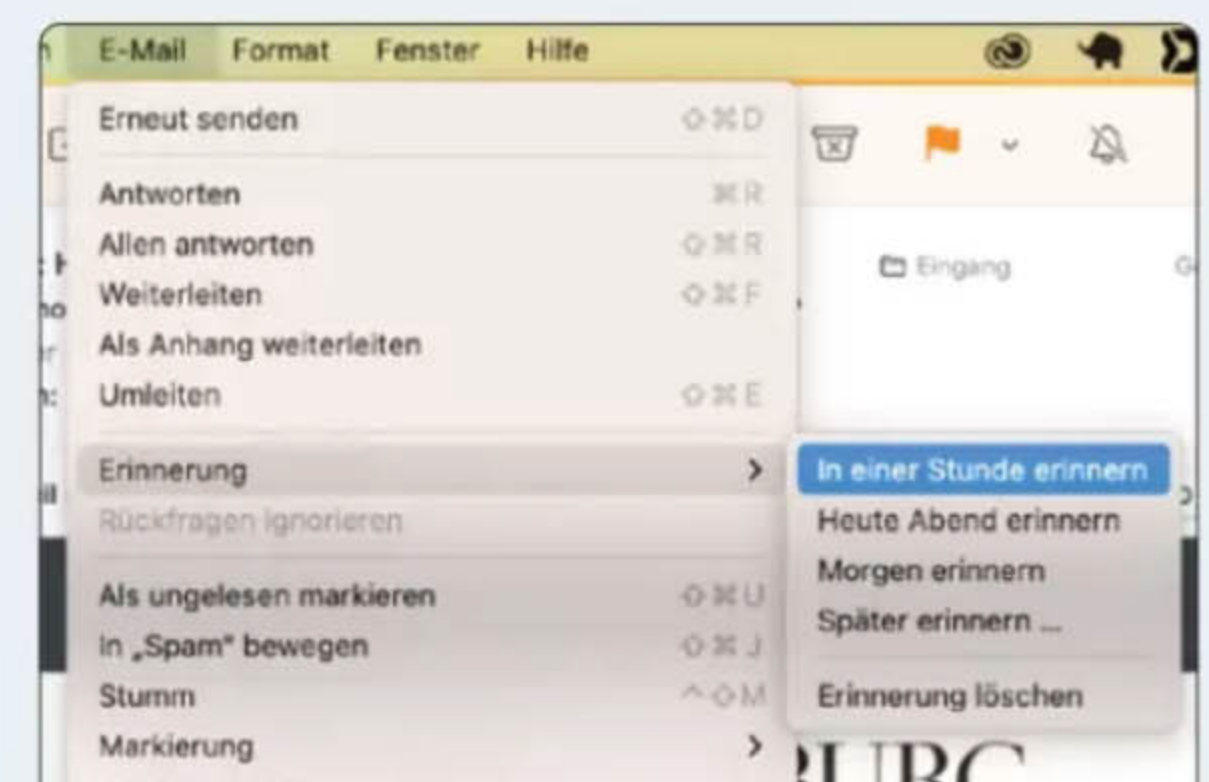 E-Mail Format Fenster Hilfe
Erneut senden ⇧⌘D
Antworten ⌘R
Allen antworten ⇧⌘R
Weiterleiten ⇧⌘F
Als Anhang weiterleiten
Umleiten ⇧⌘E
Erinnerung
Rückfragen ignorieren
Als ungelesen markieren ⇧⌘U
In „Spam“ bewegen ⇧⌘J
Stumm ^⇧M
Markierung
Eingang
In einer Stunde erinnern
Heute Abend erinnern
Morgen erinnern
Später erinnern ...
Erinnerung löschen
BURG